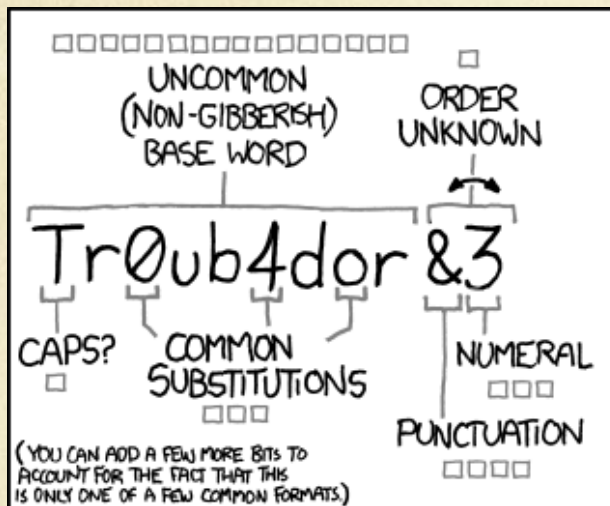 UNCOMMON
(NON-GIBBERISH)
BASE WORD
ORDER
UNKNOWN
Tr0ub4dor &3
CAPS?
COMMON
SUBSTITUTIONS
NUMERAL
PUNCTUATION
(YOU CAN ADD A FEW MORE BITS TO
ACCOUNT FOR THE FACT THAT THIS
IS ONLY ONE OF A FEW COMMON FORMATS.)